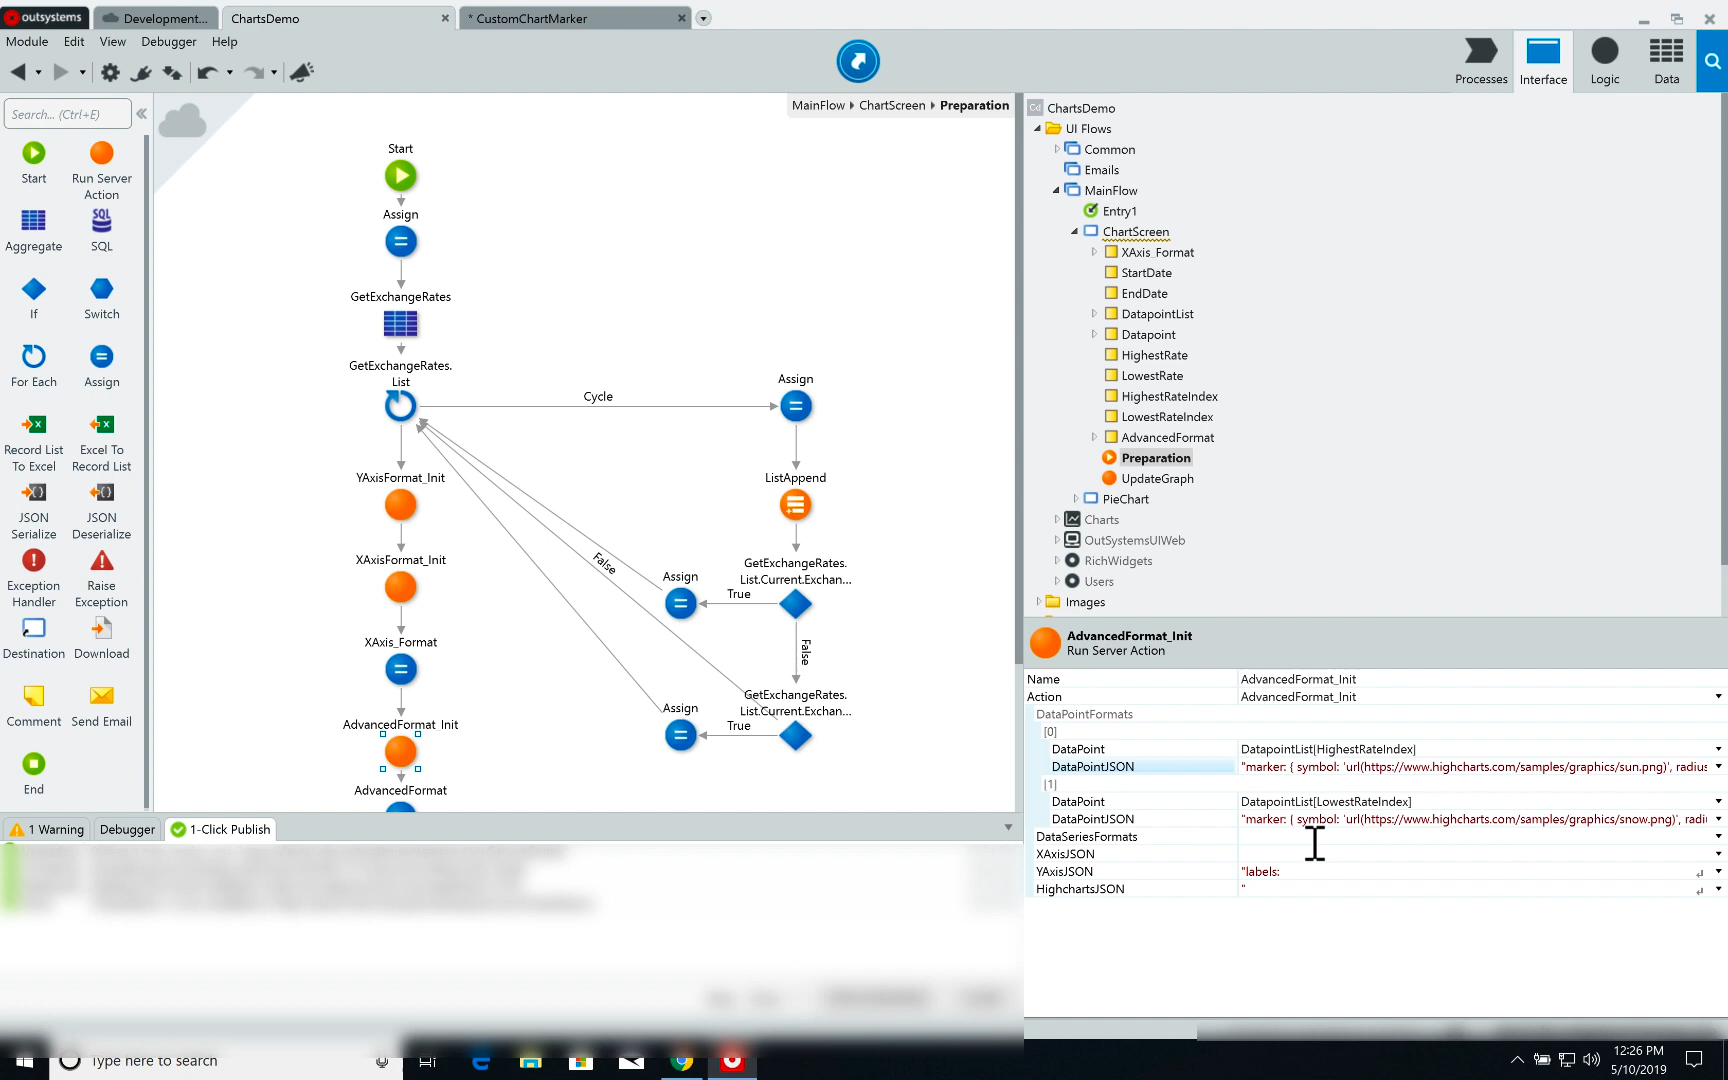 outsystems
Development...
ChartsDemo
* CustomChartMarker
Module Edit View Debugger Help
Processes
Interface
Logic
Data
Search... (Ctrl+E)
MainFlow ChartScreen Preparation
Start
Run Server
Action
Aggregate
SQL
If
Switch
For Each
Assign
Record List
To Excel
Excel To
Record List
JSON
Serialize
JSON
Deserialize
Exception
Handler
Raise
Exception
Destination
Download
Comment
Send Email
End
Start
Assign
GetExchangeRates
GetExchangeRates.
List
Cycle
Assign
YAxisFormat_Init
ListAppend
XAxisFormat_Init
GetExchangeRates.
List.Current.Exchan...
False
Assign
True
XAxis_Format
False
GetExchangeRates.
List.Current.Exchan...
Assign
True
AdvancedFormat_Init
AdvancedFormat
ChartsDemo
UI Flows
Common
Emails
MainFlow
Entry1
ChartScreen
XAxis_Format
StartDate
EndDate
DatapointList
Datapoint
HighestRate
LowestRate
HighestRateIndex
LowestRateIndex
AdvancedFormat
Preparation
UpdateGraph
PieChart
Charts
OutSystemsUIWeb
RichWidgets
Users
Images
AdvancedFormat_Init
Run Server Action
Name AdvancedFormat_Init
Action AdvancedFormat_Init
DataPointFormats
[0]
DataPoint DatapointList[HighestRateIndex]
DataPointJSON "marker: { symbol: 'url(https://www.highcharts.com/samples/graphics/sun.png)', radius
[1]
DataPoint DatapointList[LowestRateIndex]
DataPointJSON "marker: { symbol: 'url(https://www.highcharts.com/samples/graphics/snow.png)', radi
DataSeriesFormats
XAxisJSON
YAxisJSON "labels:
HighchartsJSON "
1 Warning
Debugger
1-Click Publish
Type here to search
12:26 PM
5/10/2019